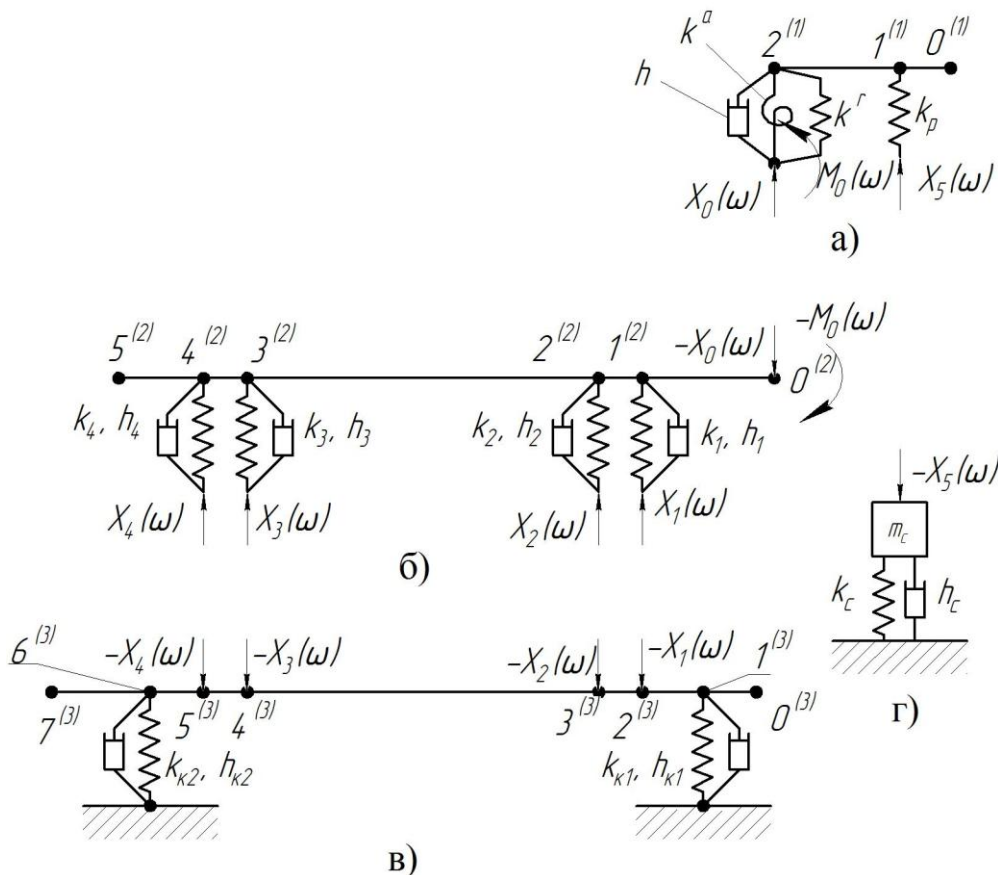 k^a
2^(1) 1^(1) 0^(1)
h
k^r
k_p
X_0(ω) M_0(ω) X_5(ω)
а)
-M_0(ω)
-X_0(ω)
5^(2) 4^(2) 3^(2) 2^(2) 1^(2) 0^(2)
k_4, h_4 k_3, h_3 k_2, h_2 k_1, h_1
X_4(ω) X_3(ω) X_2(ω) X_1(ω)
б)
-X_5(ω)
m_c
k_c h_c
г)
6^(3) -X_4(ω) -X_3(ω) -X_2(ω) -X_1(ω) 1^(3)
7^(3) 5^(3) 4^(3) 3^(3) 2^(3) 0^(3)
k_к2, h_к2 k_к1, h_к1
в)